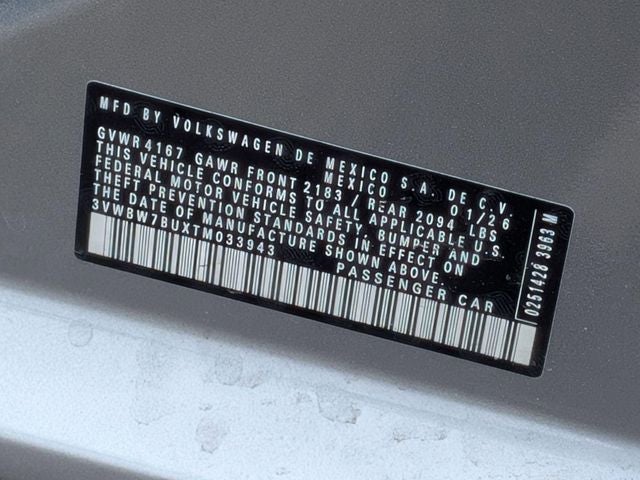 MFD BY VOLKSWAGEN DE MEXICO S.A. DE C.V.
MEXICO 01/26
GVWR4167 GAWR FRONT 2183 / REAR 2094 LBS
THIS VEHICLE CONFORMS TO ALL APPLICABLE U.S.
FEDERAL MOTOR VEHICLE SAFETY, BUMPER AND
THEFT PREVENTION STANDARDS IN EFFECT ON
THE DATE OF MANUFACTURE SHOWN ABOVE.
3VWBW7BUXTM033943 PASSENGER CAR
0251428 3963 M